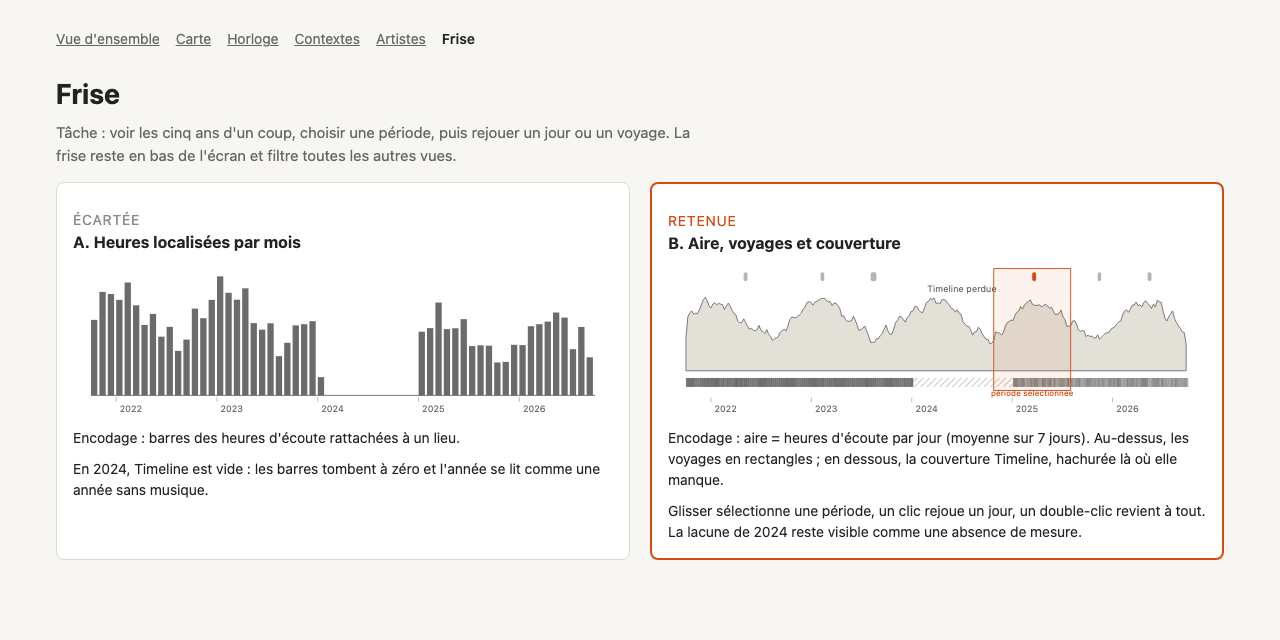 Vue d'ensemble Carte Horloge Contextes Artistes Frise
Frise
Tâche : voir les cinq ans d'un coup, choisir une période, puis rejouer un jour ou un voyage. La
frise reste en bas de l'écran et filtre toutes les autres vues.
ÉCARTÉE
A. Heures localisées par mois
2022 2023 2024 2025 2026
Encodage : barres des heures d'écoute rattachées à un lieu.
En 2024, Timeline est vide : les barres tombent à zéro et l'année se lit comme une
année sans musique.
RETENUE
B. Aire, voyages et couverture
Timeline perdue
période sélectionnée
2022 2023 2024 2025 2026
Encodage : aire = heures d'écoute par jour (moyenne sur 7 jours). Au-dessus, les
voyages en rectangles ; en dessous, la couverture Timeline, hachurée là où elle
manque.
Glisser sélectionne une période, un clic rejoue un jour, un double-clic revient à tout.
La lacune de 2024 reste visible comme une absence de mesure.